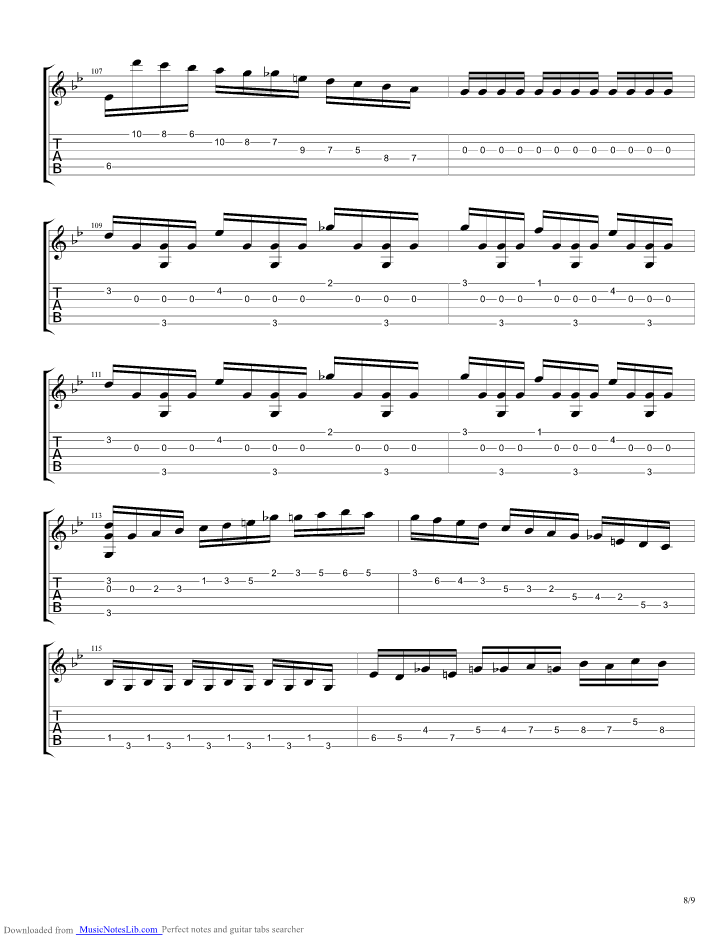 107
10 8 6
10 8 7
9 7 5 0 0 0 0 0 0 0 0 0 0 0 0
6 8 7
109
2 3 1
3 4 4
0 0 0 0 0 0 0 0 0 0 0 0 0 0 0 0 0
3 3 3 3 3 3
111
2 3 1
3 4 4
0 0 0 0 0 0 0 0 0 0 0 0 0 0 0 0 0
3 3 3 3 3 3
113
2 3 5 6 5 3
3 1 3 5 6 4 3
0 0 2 3 5 3 2
5 4 2
5 3
3
115
5
4 5 4 7 5 8 7 8
1 1 1 1 1 1 6 5 7
3 3 3 3 3 3
8/9
Downloaded from MusicNotesLib.com Perfect notes and guitar tabs searcher